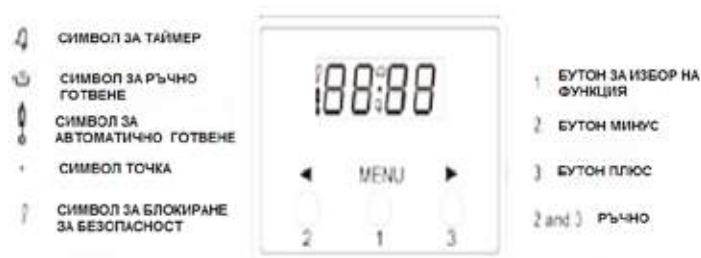 СИМВОЛ ЗА ТАЙМЕР
СИМВОЛ ЗА РЪЧНО
ГОТВЕНЕ
СИМВОЛ ЗА
АВТОМАТИЧНО ГОТВЕНЕ
СИМВОЛ ТОЧКА
СИМВОЛ ЗА БЛОКИРАНЕ
ЗА БЕЗОПАСНОСТ
88:88
MENU
2 1 3
1 БУТОН ЗА ИЗБОР НА
ФУНКЦИЯ
2 БУТОН МИНУС
3 БУТОН ПЛЮС
2 and 3 РЪЧНО